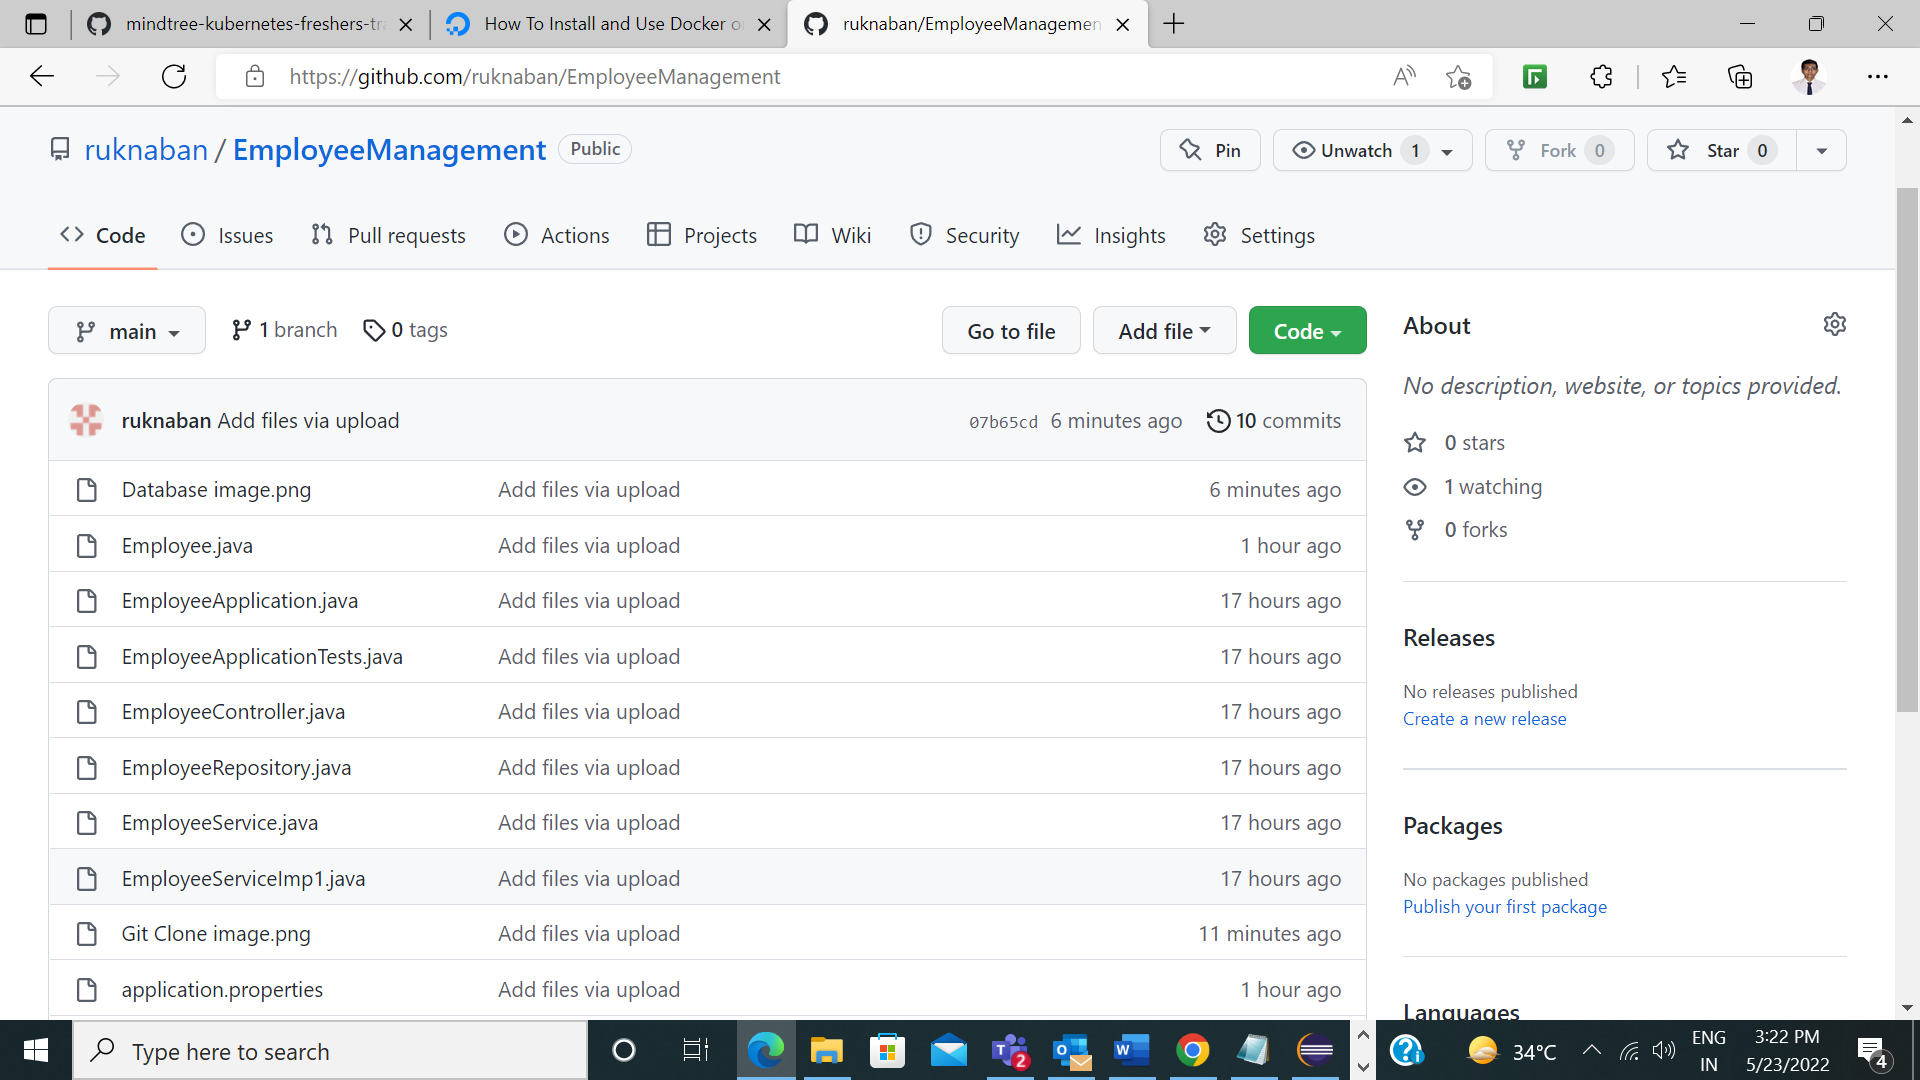 mindtree-kubernetes-freshers-tra
How To Install and Use Docker o
ruknaban/EmployeeManagemen
https://github.com/ruknaban/EmployeeManagement
ruknaban / EmployeeManagement Public
Pin
Unwatch 1
Fork 0
Star 0
Code
Issues
Pull requests
Actions
Projects
Wiki
Security
Insights
Settings
main
1 branch
0 tags
Go to file
Add file
Code
ruknaban Add files via upload 07b65cd 6 minutes ago 10 commits
Database image.png Add files via upload 6 minutes ago
Employee.java Add files via upload 1 hour ago
EmployeeApplication.java Add files via upload 17 hours ago
EmployeeApplicationTests.java Add files via upload 17 hours ago
EmployeeController.java Add files via upload 17 hours ago
EmployeeRepository.java Add files via upload 17 hours ago
EmployeeService.java Add files via upload 17 hours ago
EmployeeServiceImp1.java Add files via upload 17 hours ago
Git Clone image.png Add files via upload 11 minutes ago
application.properties Add files via upload 1 hour ago
About
No description, website, or topics provided.
0 stars
1 watching
0 forks
Releases
No releases published
Create a new release
Packages
No packages published
Publish your first package
Languages
Type here to search
2
34°C
ENG
IN
3:22 PM
5/23/2022
4